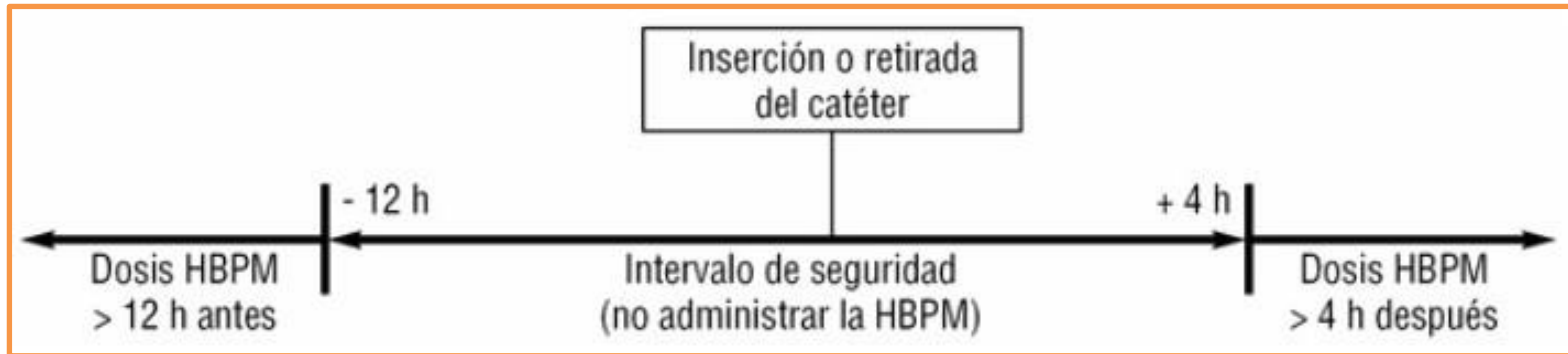 Inserción o retirada
del catéter
- 12 h
+ 4 h
Dosis HBPM
> 12 h antes
Intervalo de seguridad
(no administrar la HBPM)
Dosis HBPM
> 4 h después